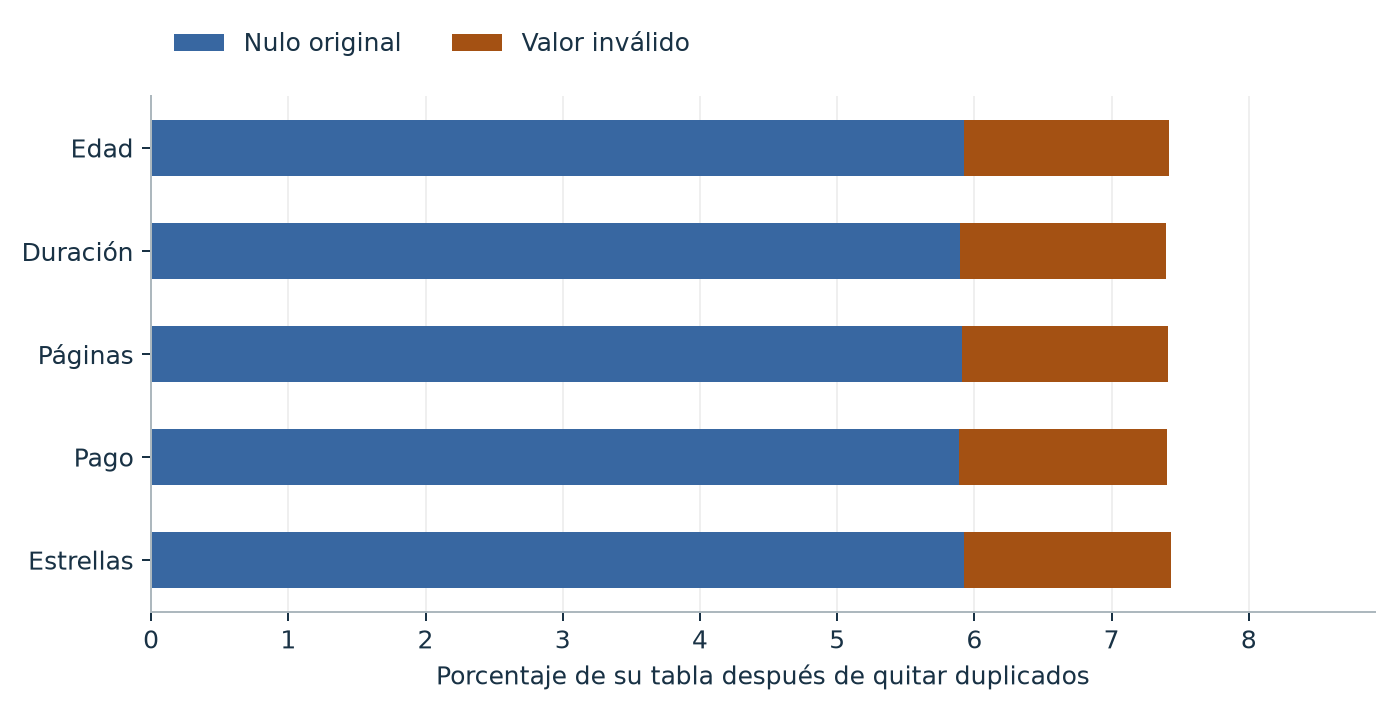 Nulo original Valor inválido
Edad
Duración
Páginas
Pago
Estrellas
0 1 2 3 4 5 6 7 8
Porcentaje de su tabla después de quitar duplicados